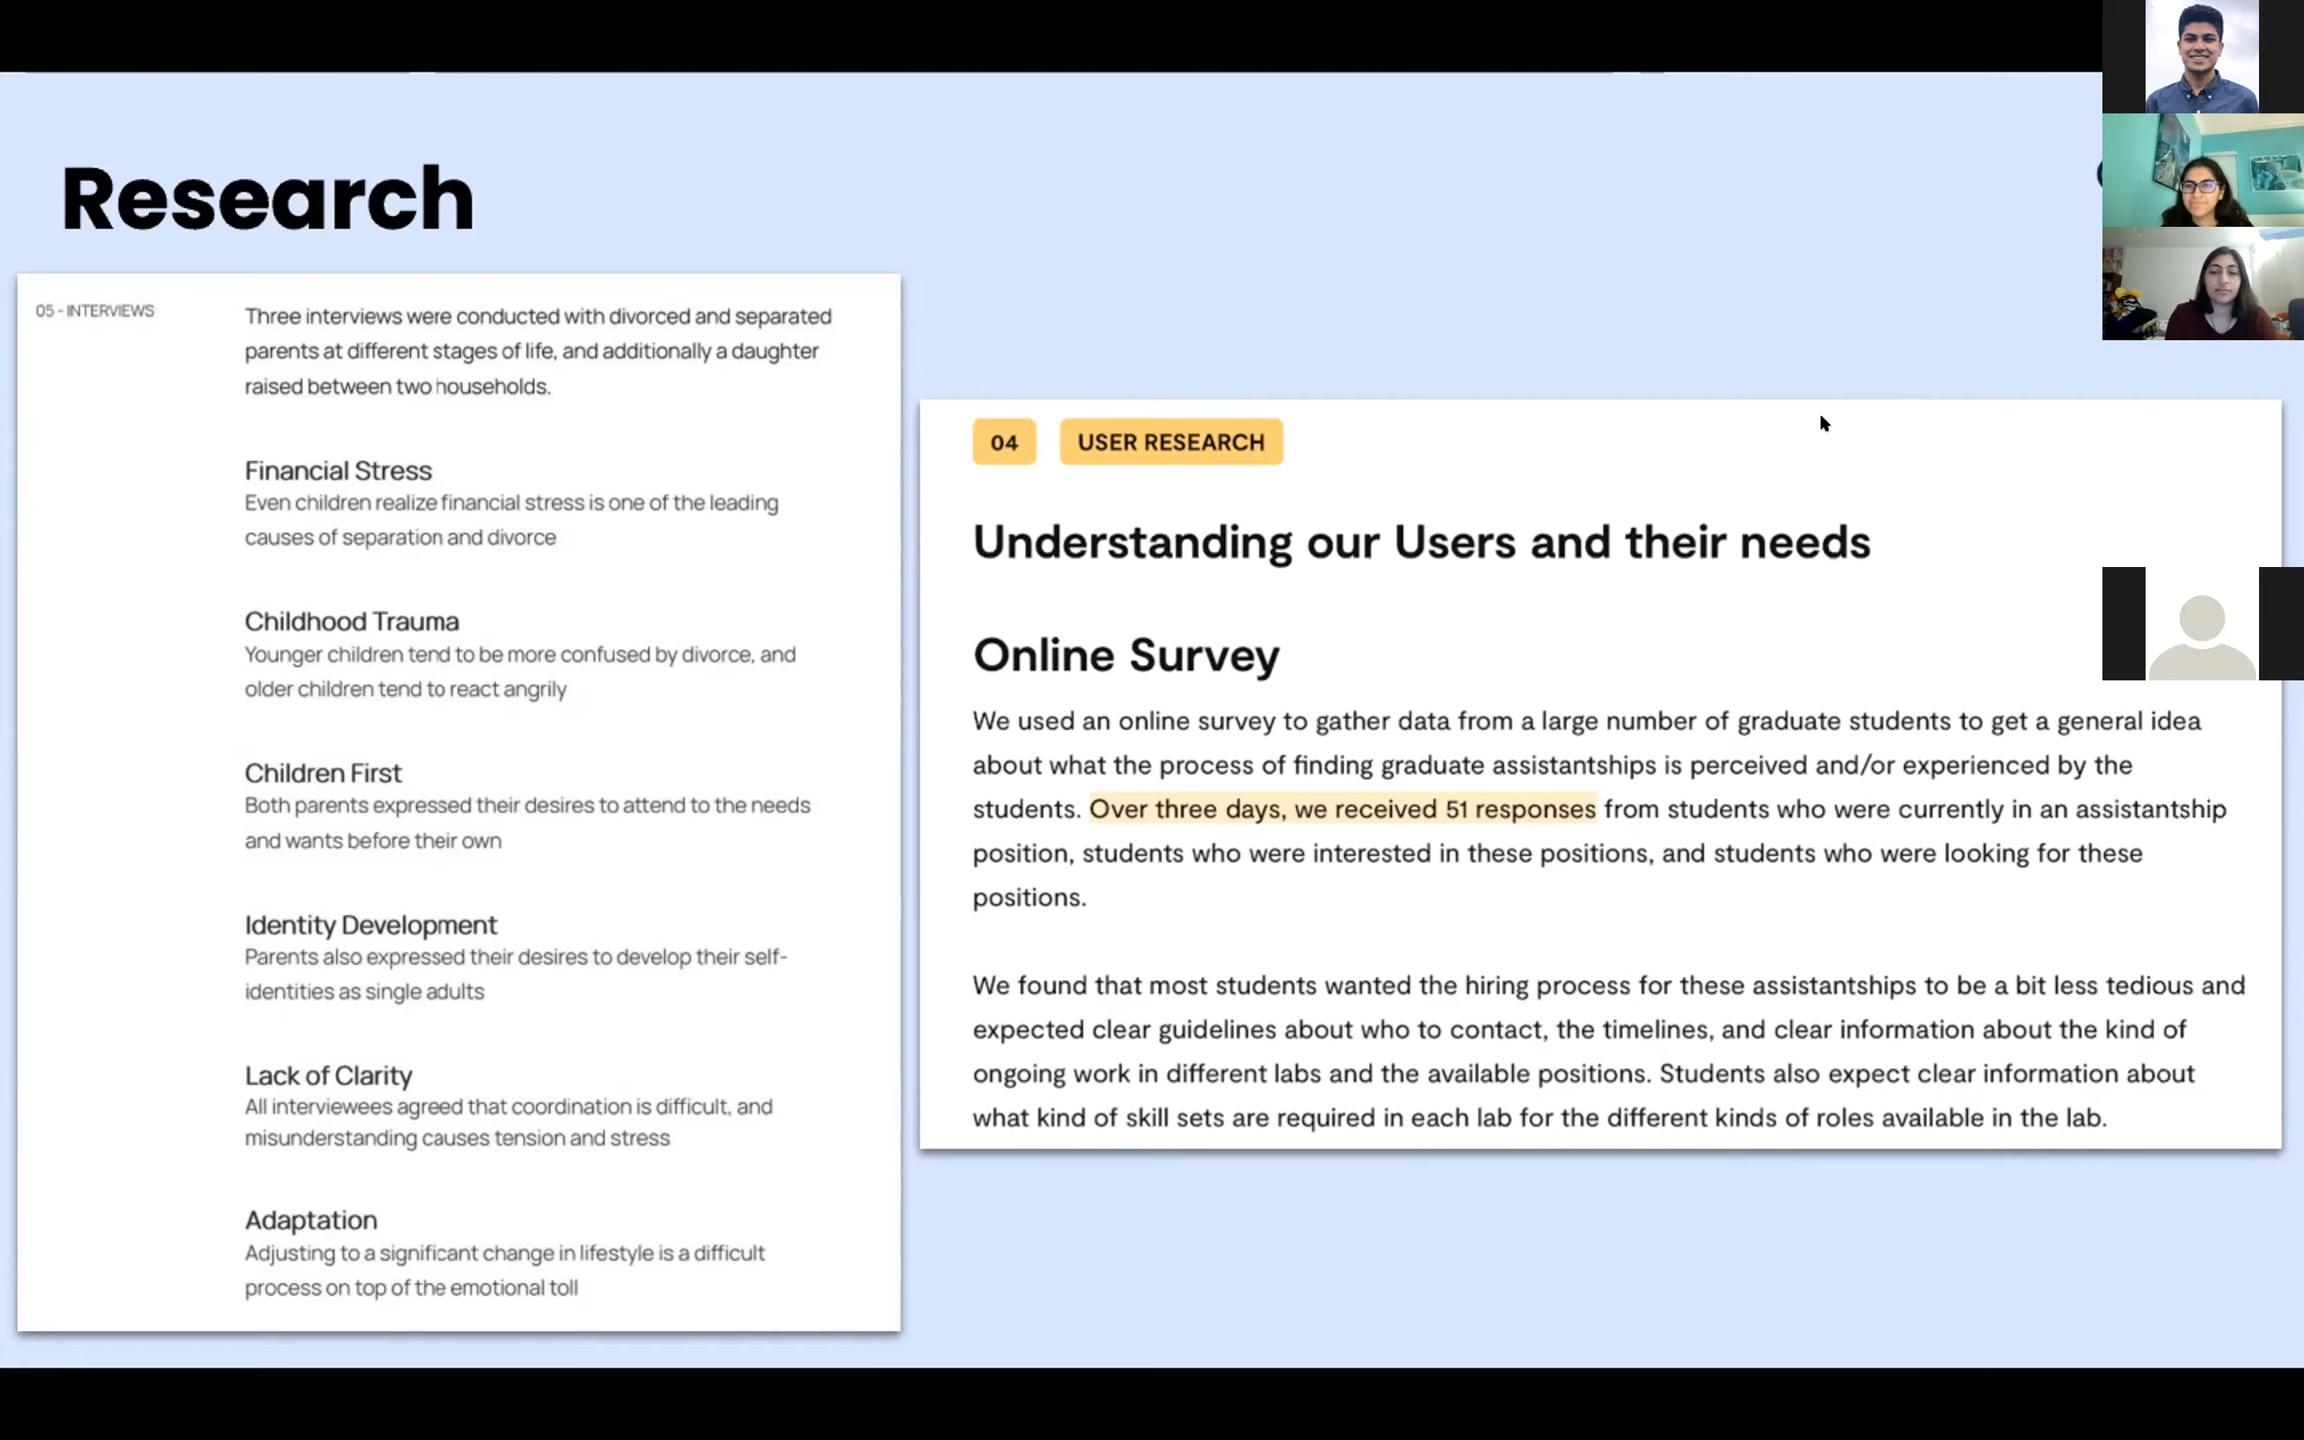 Research
05 - INTERVIEWS
Three interviews were conducted with divorced and separated
parents at different stages of life, and additionally a daughter
raised between two households.
Financial Stress
Even children realize financial stress is one of the leading
causes of separation and divorce
Childhood Trauma
Younger children tend to be more confused by divorce, and
older children tend to react angrily
Children First
Both parents expressed their desires to attend to the needs
and wants before their own
Identity Development
Parents also expressed their desires to develop their self-
identities as single adults
Lack of Clarity
All interviewees agreed that coordination is difficult, and
misunderstanding causes tension and stress
Adaptation
Adjusting to a significant change in lifestyle is a difficult
process on top of the emotional toll
04 USER RESEARCH
Understanding our Users and their needs
Online Survey
We used an online survey to gather data from a large number of graduate students to get a general idea
about what the process of finding graduate assistantships is perceived and/or experienced by the
students. Over three days, we received 51 responses from students who were currently in an assistantship
position, students who were interested in these positions, and students who were looking for these
positions.
We found that most students wanted the hiring process for these assistantships to be a bit less tedious and
expected clear guidelines about who to contact, the timelines, and clear information about the kind of
ongoing work in different labs and the available positions. Students also expect clear information about
what kind of skill sets are required in each lab for the different kinds of roles available in the lab.